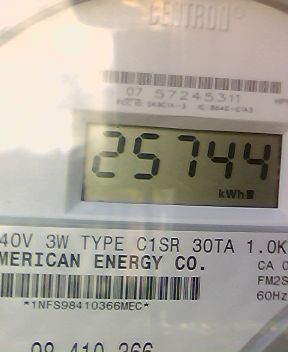 CENTRON®
07 57245311
25744
kWh
40V 3W TYPE C1SR 30TA 1.0K
MERICAN ENERGY CO.
CA 0
FM2S
60Hz
*1NFS98410366MEC*
98 410 366